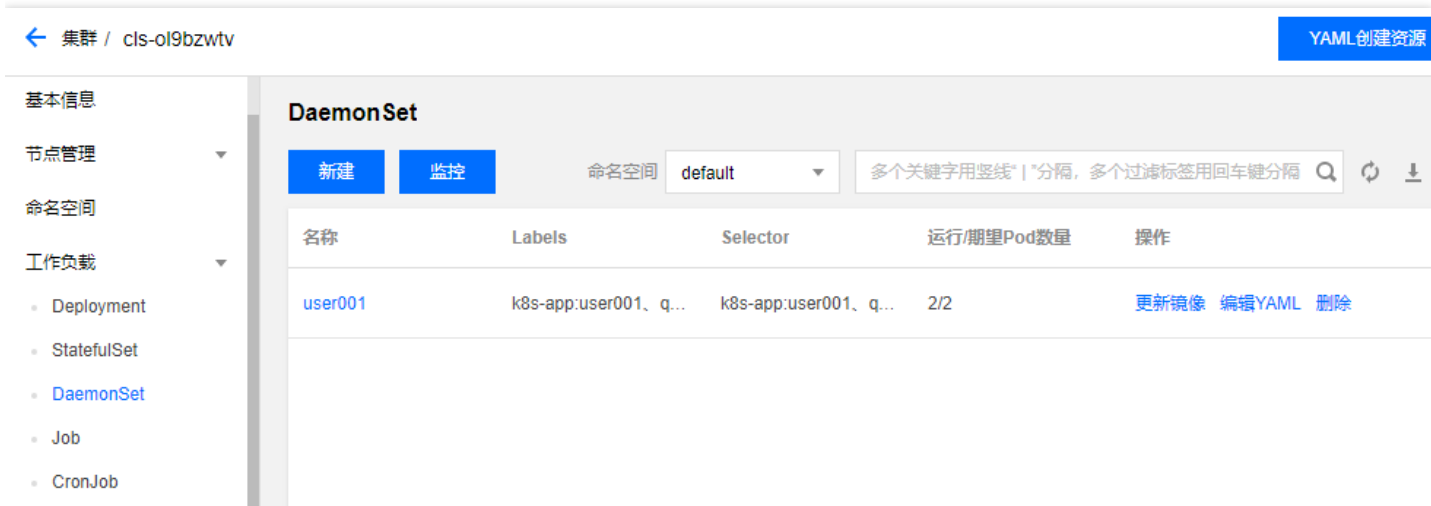 集群 / cls-ol9bzwtv
YAML创建资源
基本信息
节点管理
命名空间
工作负载
Deployment
StatefulSet
DaemonSet
Job
CronJob
DaemonSet
新建 监控 命名空间 default 多个关键字用竖线“|”分隔，多个过滤标签用回车键分隔
名称 Labels Selector 运行/期望Pod数量 操作
user001 k8s-app:user001、q... k8s-app:user001、q... 2/2 更新镜像 编辑YAML 删除